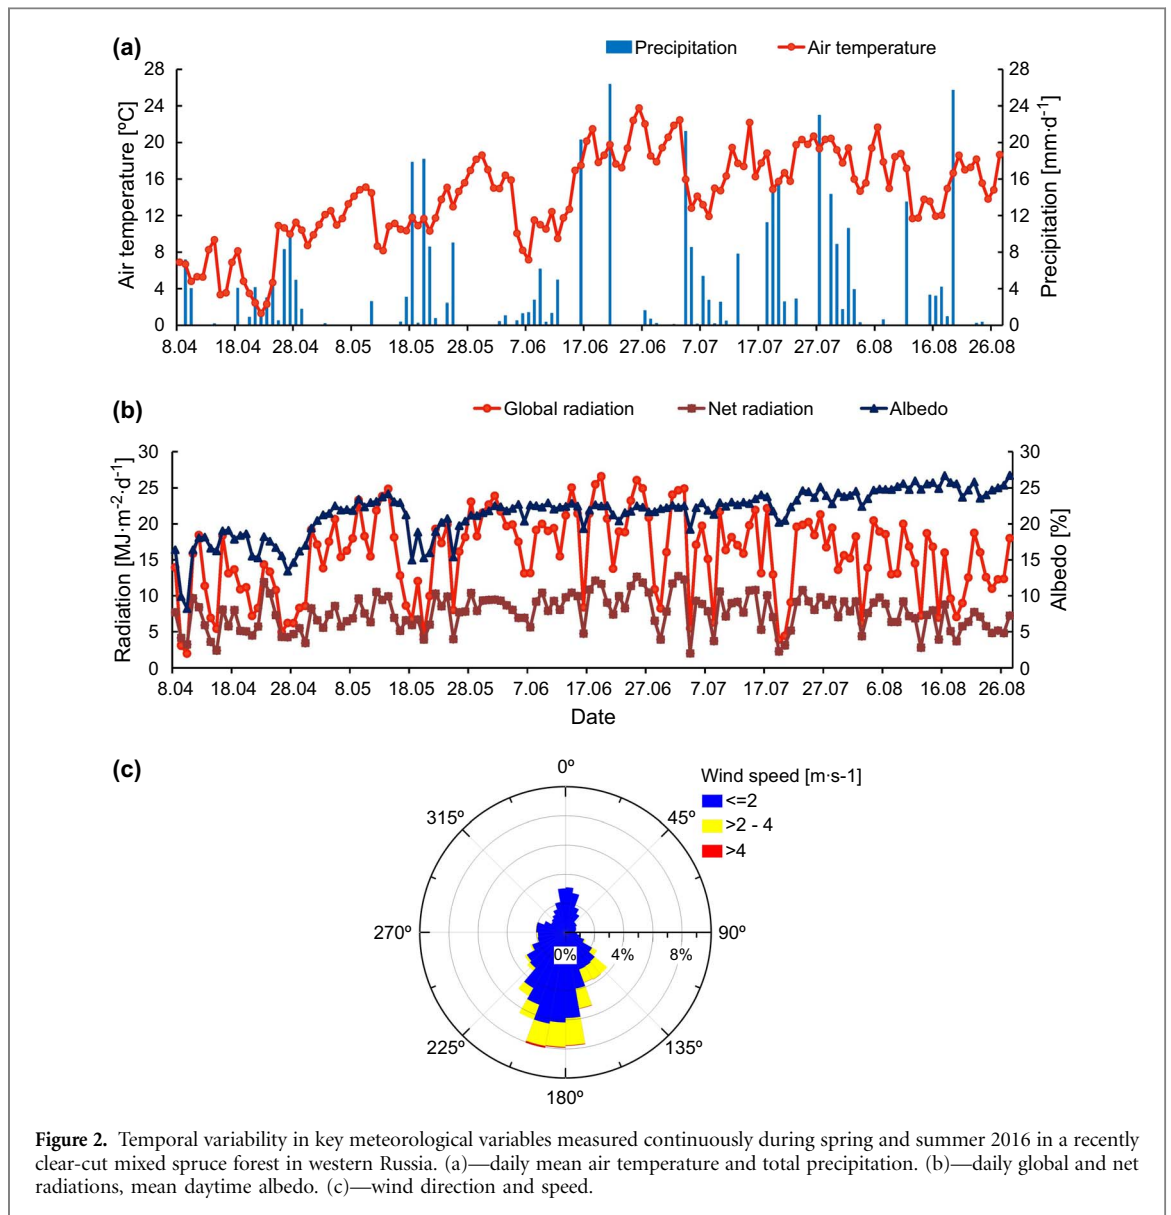 (a)
Precipitation
Air temperature
28 24 20 16 12 8 4 0
Air temperature [ºC]
28 24 20 16 12 8 4 0
Precipitation [mm·d-1]
8.04 18.04 28.04 8.05 18.05 28.05 7.06 17.06 27.06 7.07 17.07 27.07 6.08 16.08 26.08
(b)
Global radiation
Net radiation
Albedo
30 25 20 15 10 5 0
Radiation [MJ·m-2·d-1]
30 25 20 15 10 5 0
Albedo [%]
8.04 18.04 28.04 8.05 18.05 28.05 7.06 17.06 27.06 7.07 17.07 27.07 6.08 16.08 26.08
Date
(c)
0º
Wind speed [m·s-1]
<=2
>2 - 4
>4
315º
45º
270º
90º
0% 4% 8%
225º
135º
180º
Figure 2. Temporal variability in key meteorological variables measured continuously during spring and summer 2016 in a recently
clear-cut mixed spruce forest in western Russia. (a)—daily mean air temperature and total precipitation. (b)—daily global and net
radiations, mean daytime albedo. (c)—wind direction and speed.